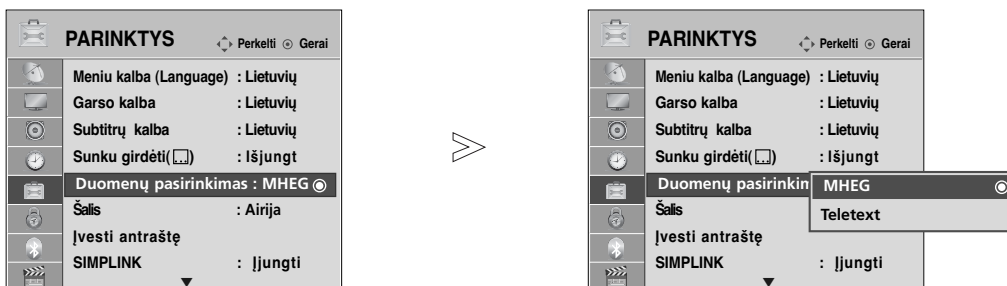 PARINKTYS
Perkelti Gerai
Meniu kalba (Language) : Lietuvių
Garso kalba : Lietuvių
Subtitrų kalba : Lietuvių
Sunku girdėti( ) : Išjungt
Duomenų pasirinkimas : MHEG
Šalis : Airija
Įvesti antraštę
SIMPLINK : Įjungti
PARINKTYS
Perkelti Gerai
Meniu kalba (Language) : Lietuvių
Garso kalba : Lietuvių
Subtitrų kalba : Lietuvių
Sunku girdėti( ) : Išjungt
Duomenų pasirinkim
MHEG
Šalis
Teletext
Įvesti antraštę
SIMPLINK : Įjungti